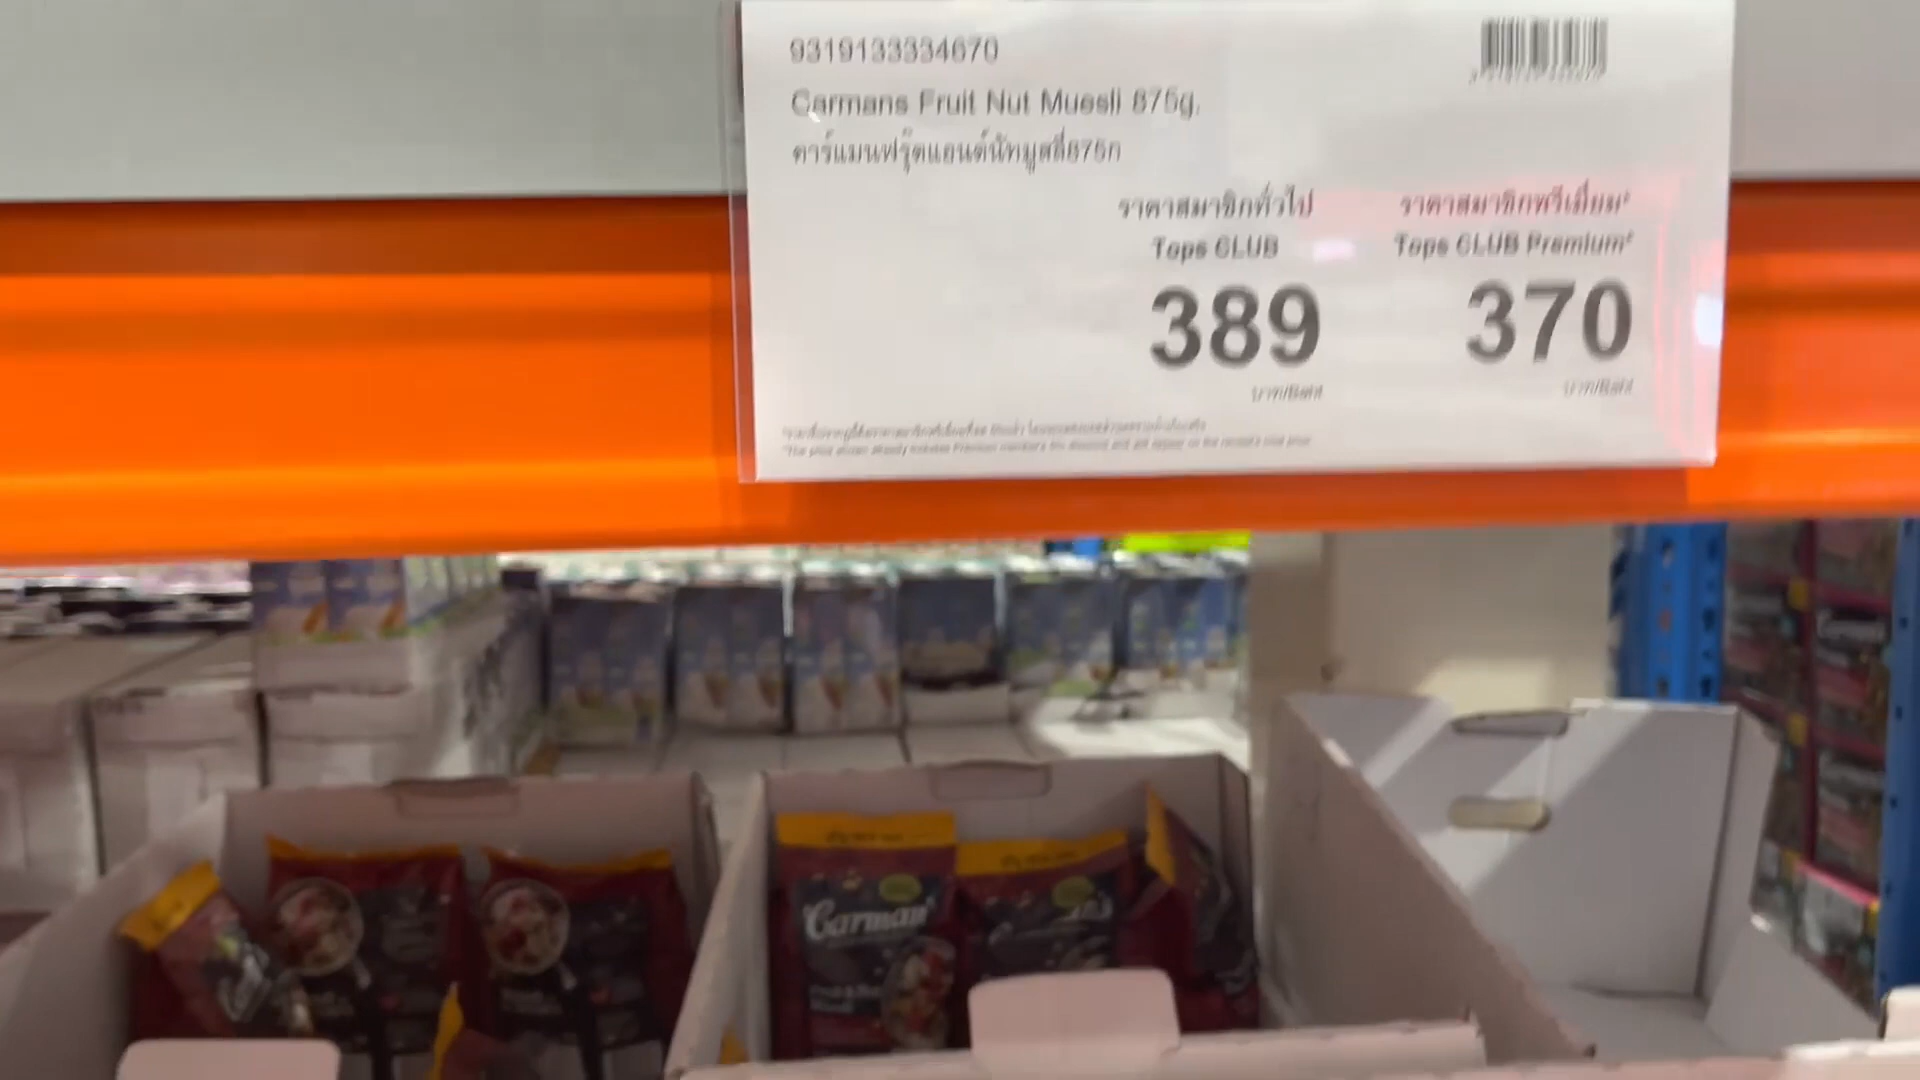 9319133334670
Carmans Fruit Nut Muesli 875g.
คาร์แมนฟรุ๊ตแอนด์นัทมูสลี่875ก
ราคาสมาชิกทั่วไป
ราคาสมาชิกพรีเมี่ยม*
Tops CLUB
Tops CLUB Premium*
389
370
บาท/Baht
บาท/Baht
Carman's